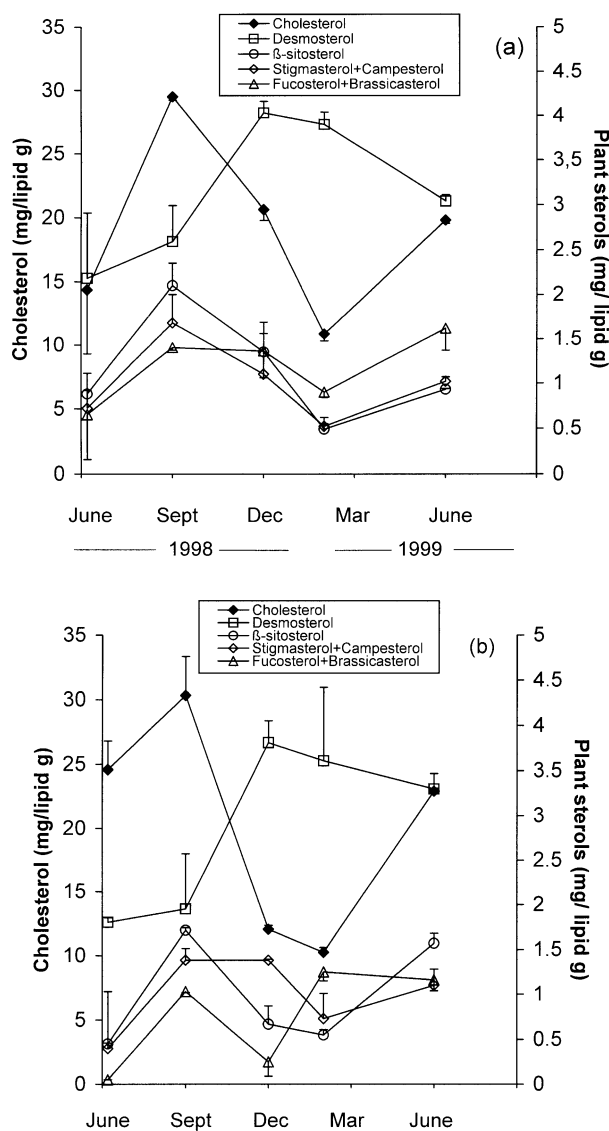 Cholesterol
Desmosterol
ß-sitosterol
Stigmasterol+Campesterol
Fucosterol+Brassicasterol
(a)
Cholesterol (mg/lipid g)
35
30
25
20
15
10
5
0
Plant sterols (mg/ lipid g)
5
4.5
4
3,5
3
2.5
2
1.5
1
0.5
0
June Sept Dec Mar June
1998 1999
Cholesterol
Desmosterol
ß-sitosterol
Stigmasterol+Campesterol
Fucosterol+Brassicasterol
(b)
Cholesterol (mg/lipid g)
35
30
25
20
15
10
5
0
Plant sterols (mg/ lipid g)
5
4.5
4
3.5
3
2.5
2
1.5
1
0.5
0
June Sept Dec Mar June